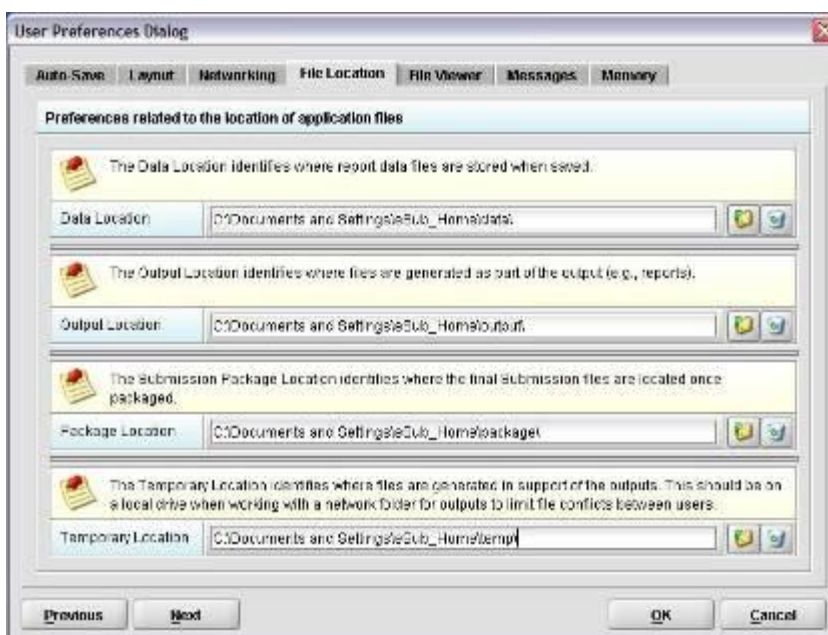 User Preferences Dialog
Auto-Save Layout Networking File Location File Viewer Messages Memory
Preferences related to the location of application files
The Data Location identifies where report data files are stored when saved.
Data Location C:\Documents and Settings\eSub_Home\data\
The Output Location identifies where files are generated as part of the output (e.g., reports).
Output Location C:\Documents and Settings\eSub_Home\output\
The Submission Package Location identifies where the final Submission files are located once
packaged.
Package Location C:\Documents and Settings\eSub_Home\package\
The Temporary Location identifies where files are generated in support of the outputs. This should be on
a local drive when working with a network folder for outputs to limit file conflicts between users.
Temporary Location C:\Documents and Settings\eSub_Home\temp\
Previous Next OK Cancel